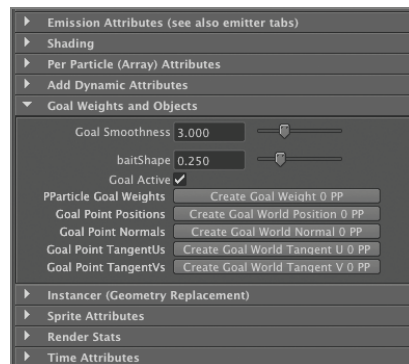 Emission Attributes (see also emitter tabs)
Shading
Per Particle (Array) Attributes
Add Dynamic Attributes
Goal Weights and Objects
Goal Smoothness 3.000
baitShape 0.250
Goal Active
PParticle Goal Weights Create Goal Weight 0 PP
Goal Point Positions Create Goal World Position 0 PP
Goal Point Normals Create Goal World Normal 0 PP
Goal Point TangentUs Create Goal World Tangent U 0 PP
Goal Point TangentVs Create Goal World Tangent V 0 PP
Instancer (Geometry Replacement)
Sprite Attributes
Render Stats
Time Attributes